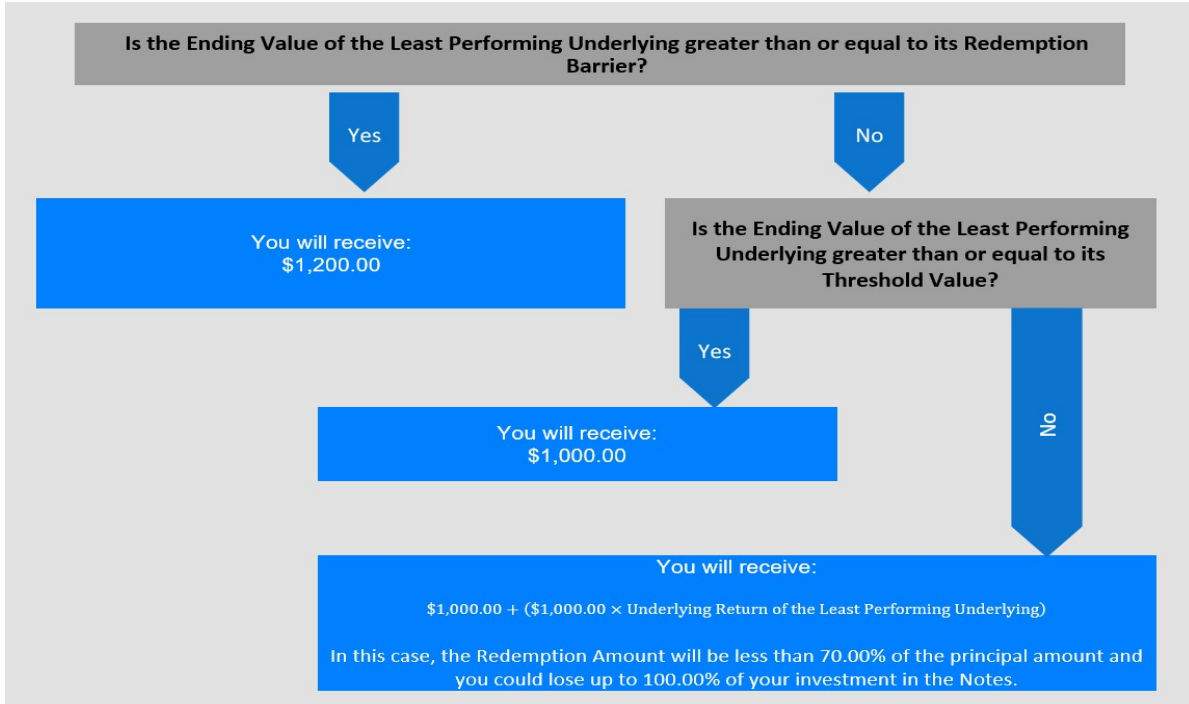 Is the Ending Value of the Least Performing Underlying greater than or equal to its Redemption
Barrier?
Yes
No
You will receive:
$1,200.00
Is the Ending Value of the Least Performing
Underlying greater than or equal to its
Threshold Value?
Yes
No
You will receive:
$1,000.00
You will receive:
$1,000.00 + ($1,000.00 × Underlying Return of the Least Performing Underlying)
In this case, the Redemption Amount will be less than 70.00% of the principal amount and
you could lose up to 100.00% of your investment in the Notes.